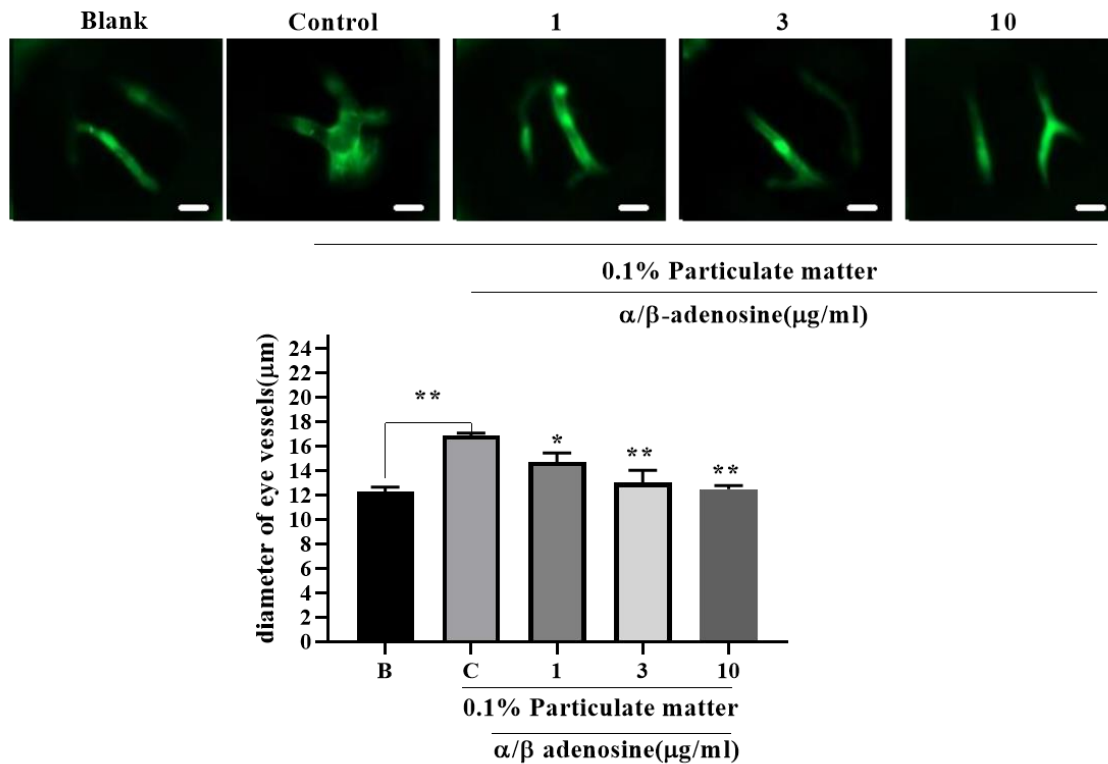 Blank Control 1 3 10
0.1% Particulate matter
α/β-adenosine(μg/ml)
diameter of eye vessels(μm)
24
22
20
18
16
14
12
10
8
6
4
2
0
**
*
**
**
B C 1 3 10
0.1% Particulate matter
α/β adenosine(μg/ml)